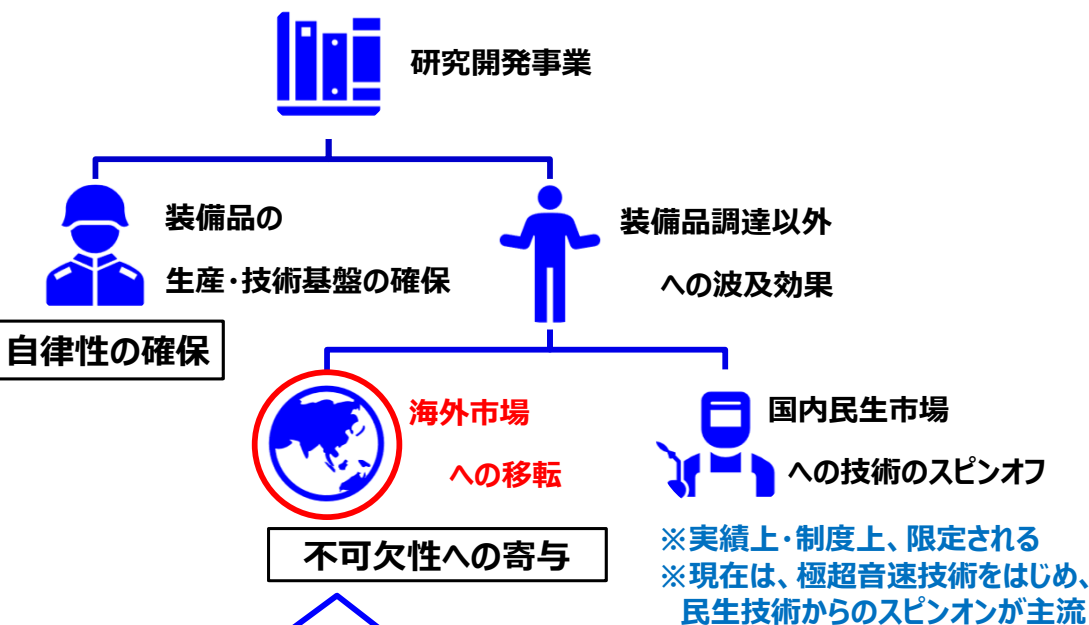 研究開発事業
装備品の
生産・技術基盤の確保
装備品調達以外
への波及効果
自律性の確保
海外市場
への移転
国内民生市場
への技術のスピンオフ
不可欠性への寄与
※実績上・制度上、限定される
※現在は、極超音速技術をはじめ、
民生技術からのスピンオンが主流